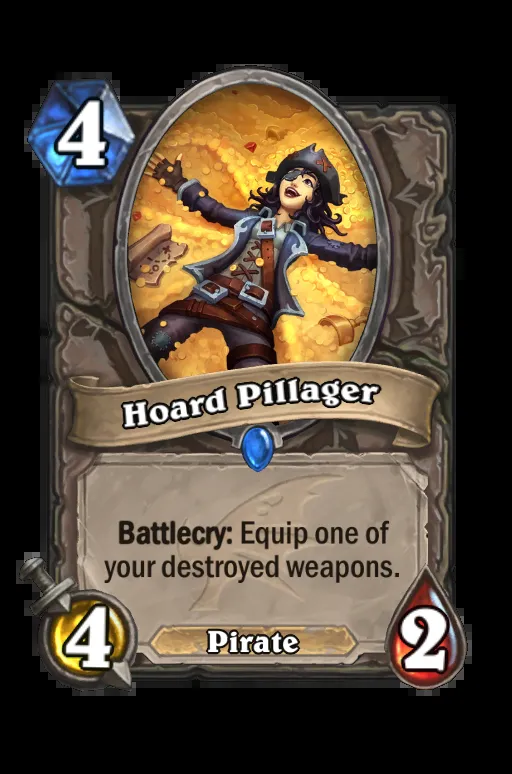 4
Hoard Pillager
Battlecry: Equip one of
your destroyed weapons.
4
Pirate
2